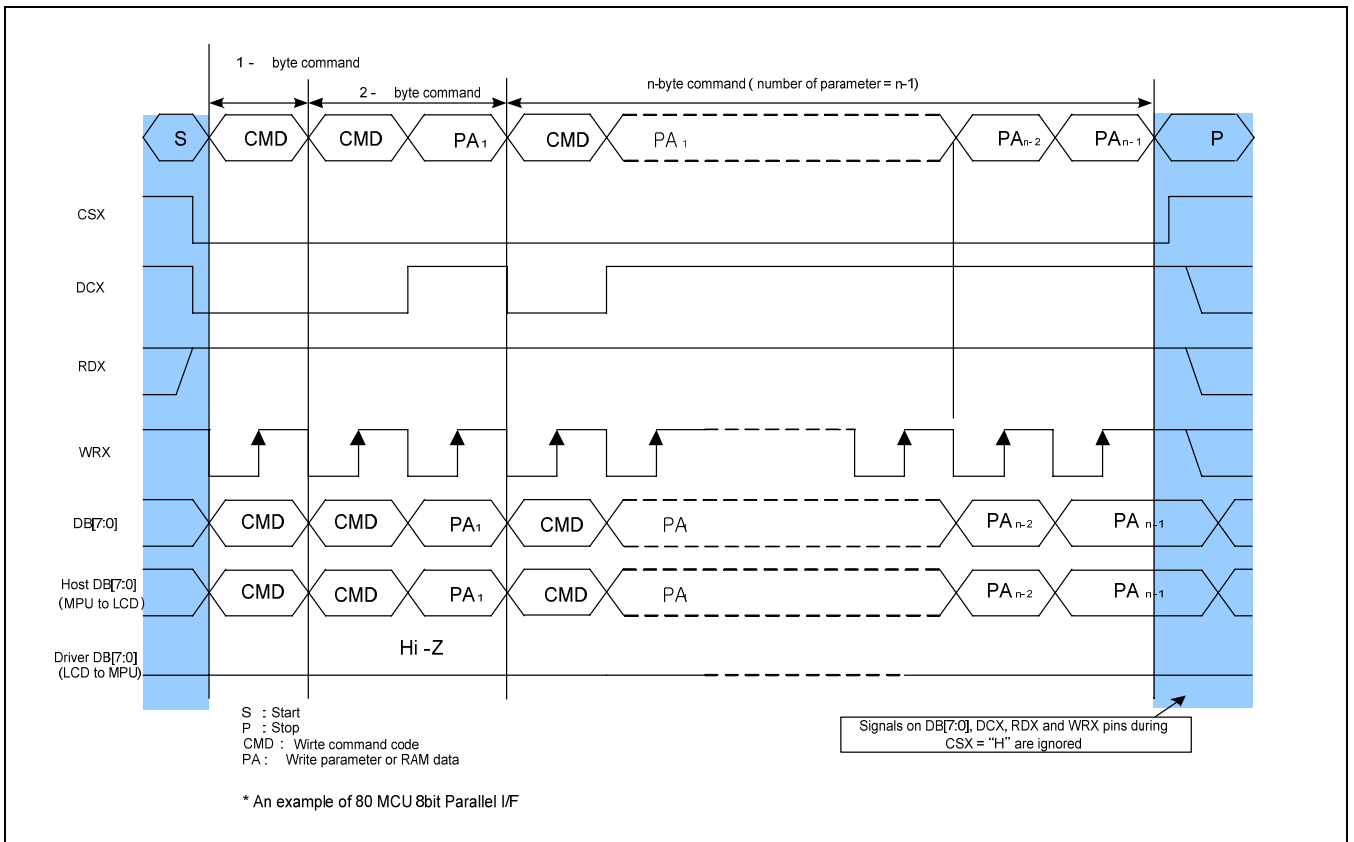 1 - byte command
2 - byte command
n-byte command ( number of parameter = n-1)
S CMD CMD PA1 CMD PA1 PAn-2 PAn-1 P
CSX
DCX
RDX
WRX
DB[7:0] CMD CMD PA1 CMD PA PAn-2 PAn-1
Host DB[7:0]
(MPU to LCD)
CMD CMD PA1 CMD PA PAn-2 PAn-1
Hi -Z
Driver DB[7:0]
(LCD to MPU)
S : Start
P : Stop
CMD : Wirte command code
PA : Write parameter or RAM data
Signals on DB[7:0], DCX, RDX and WRX pins during
CSX = “H” are ignored
* An example of 80 MCU 8bit Parallel I/F